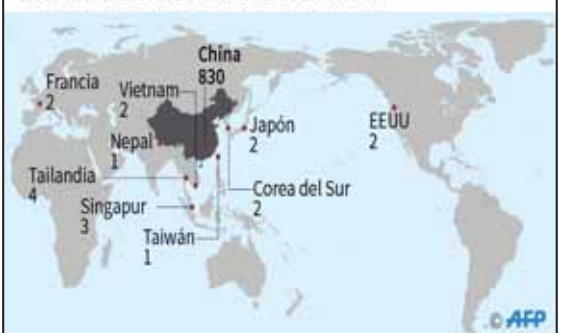 China
830
Francia
2
Vietnam
2
Nepal
1
Japón
2
EEUU
2
Tailandia
4
Corea del Sur
2
Singapur
3
Taiwán
1
© AFP